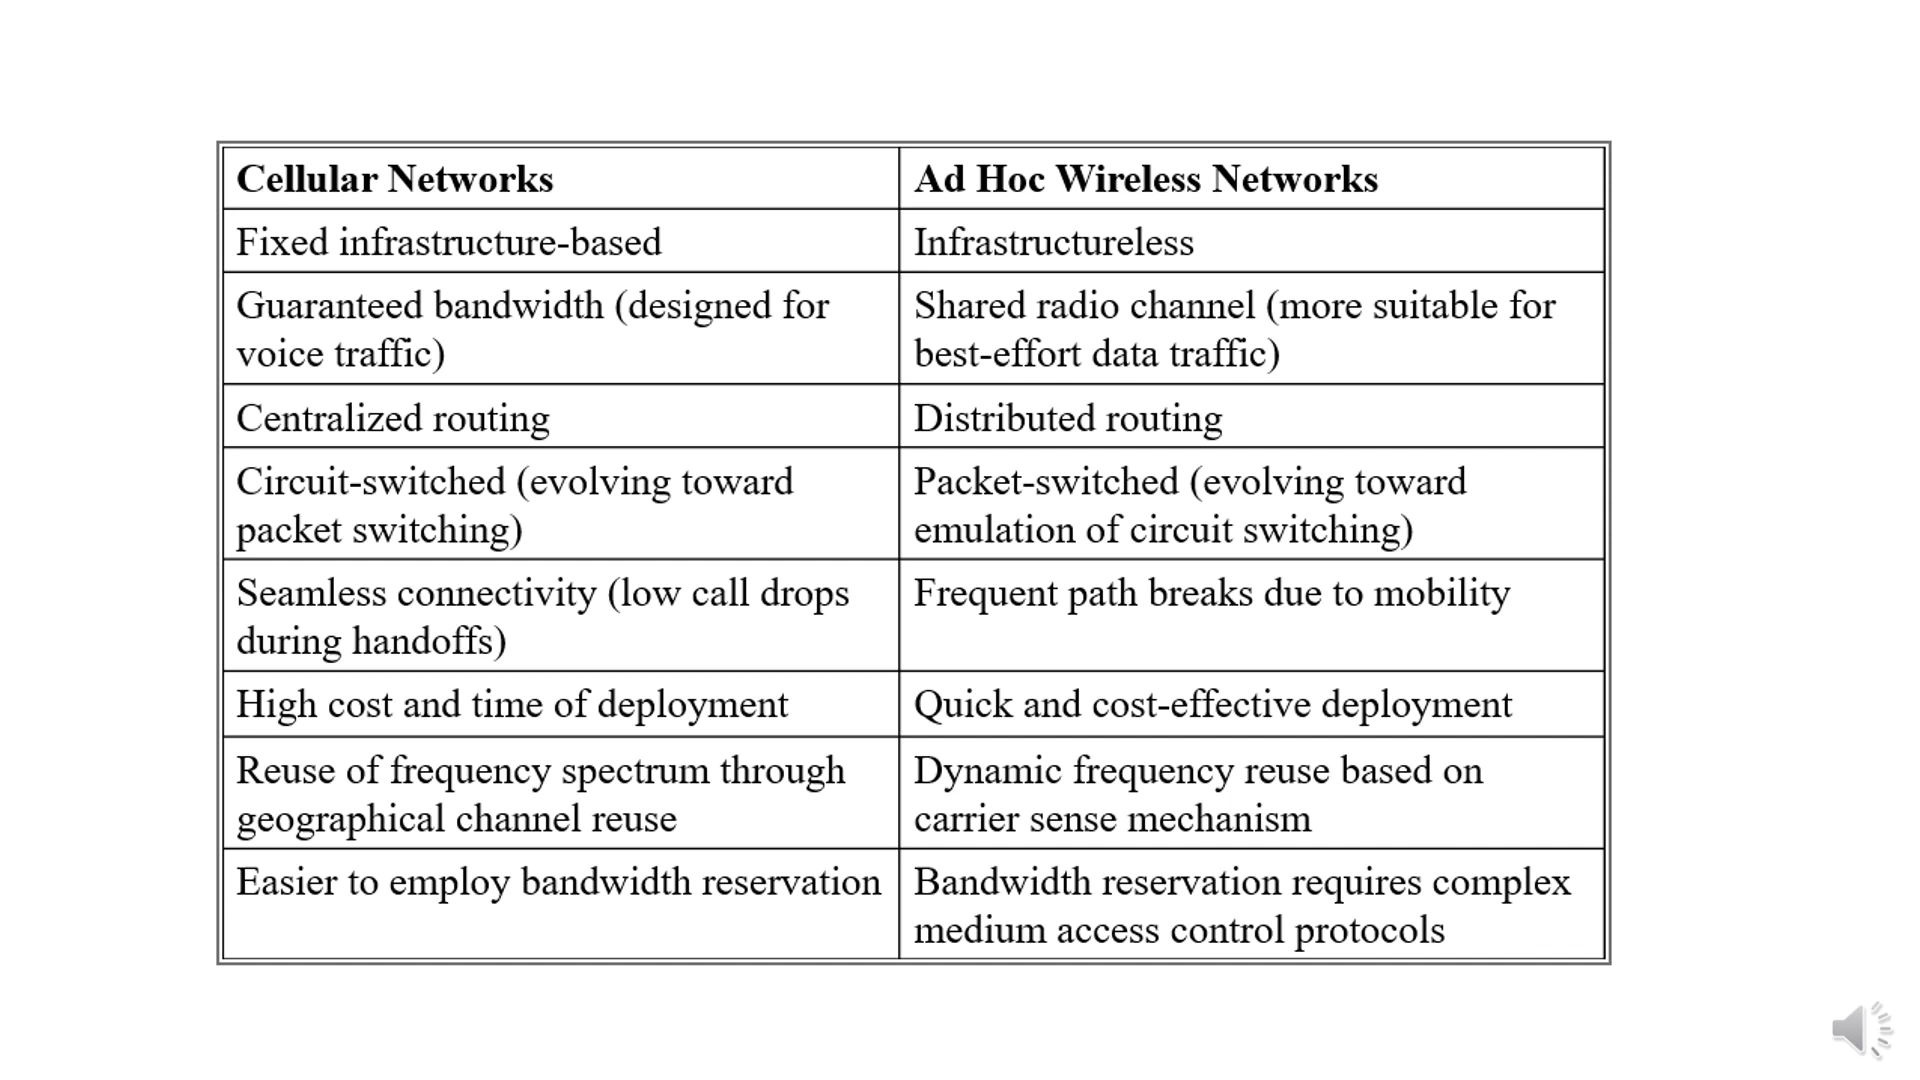 Cellular Networks
Ad Hoc Wireless Networks
Fixed infrastructure-based
Infrastructureless
Guaranteed bandwidth (designed for
voice traffic)
Shared radio channel (more suitable for
best-effort data traffic)
Centralized routing
Distributed routing
Circuit-switched (evolving toward
packet switching)
Packet-switched (evolving toward
emulation of circuit switching)
Seamless connectivity (low call drops
during handoffs)
Frequent path breaks due to mobility
High cost and time of deployment
Quick and cost-effective deployment
Reuse of frequency spectrum through
geographical channel reuse
Dynamic frequency reuse based on
carrier sense mechanism
Easier to employ bandwidth reservation
Bandwidth reservation requires complex
medium access control protocols